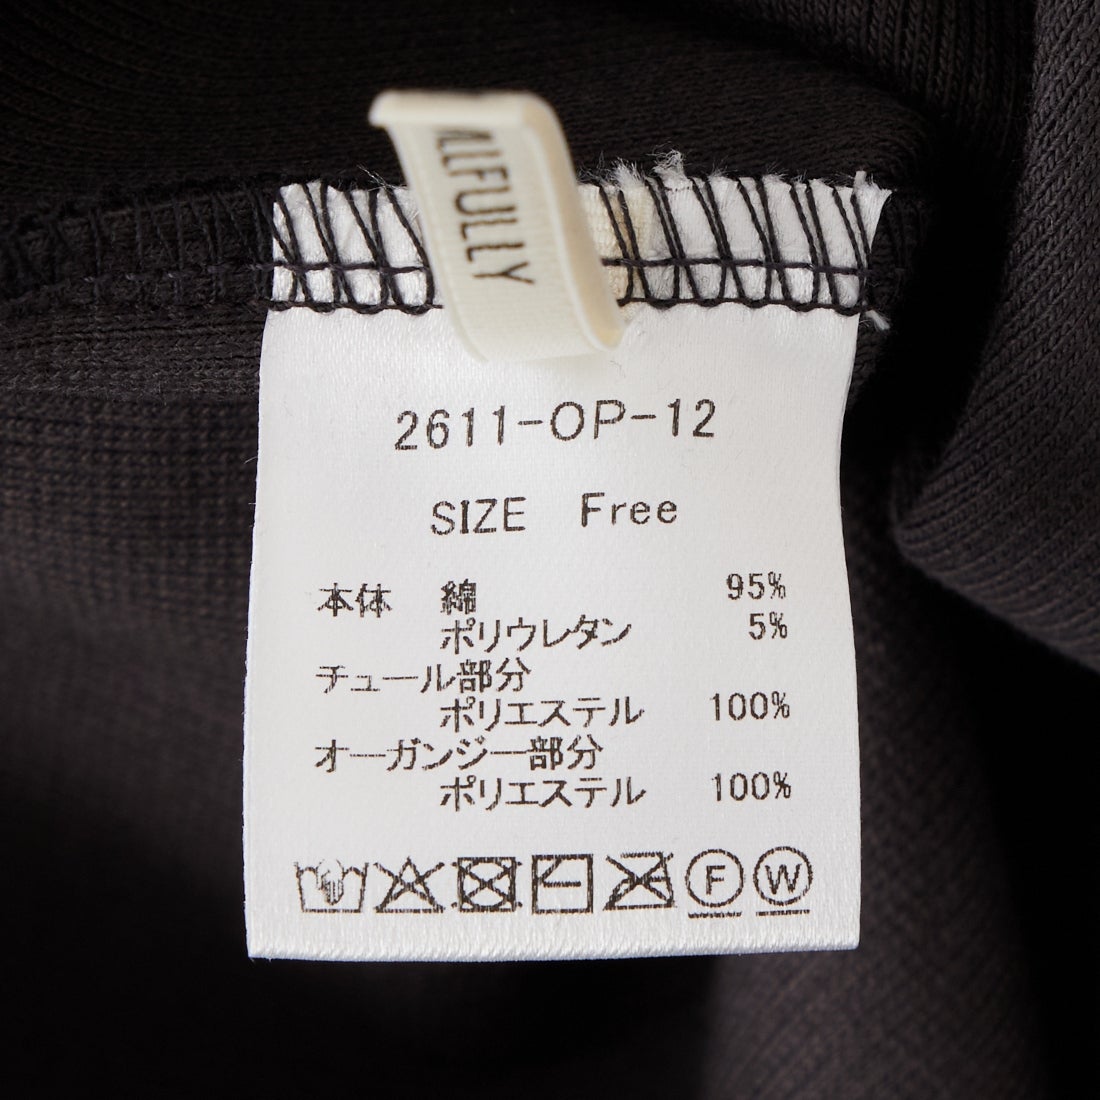 2611-OP-12
SIZE Free
本体 綿 95%
ポリウレタン 5%
チュール部分
ポリエステル 100%
オーガンジー部分
ポリエステル 100%
F W